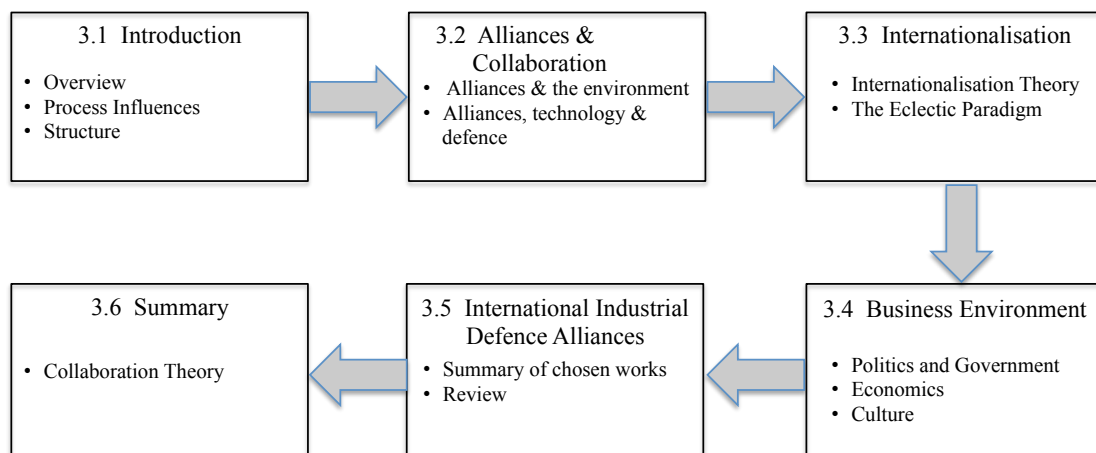 3.1 Introduction
• Overview
• Process Influences
• Structure
3.2 Alliances &
Collaboration
• Alliances & the environment
• Alliances, technology &
defence
3.3 Internationalisation
• Internationalisation Theory
• The Eclectic Paradigm
3.4 Business Environment
• Politics and Government
• Economics
• Culture
3.5 International Industrial
Defence Alliances
• Summary of chosen works
• Review
3.6 Summary
• Collaboration Theory